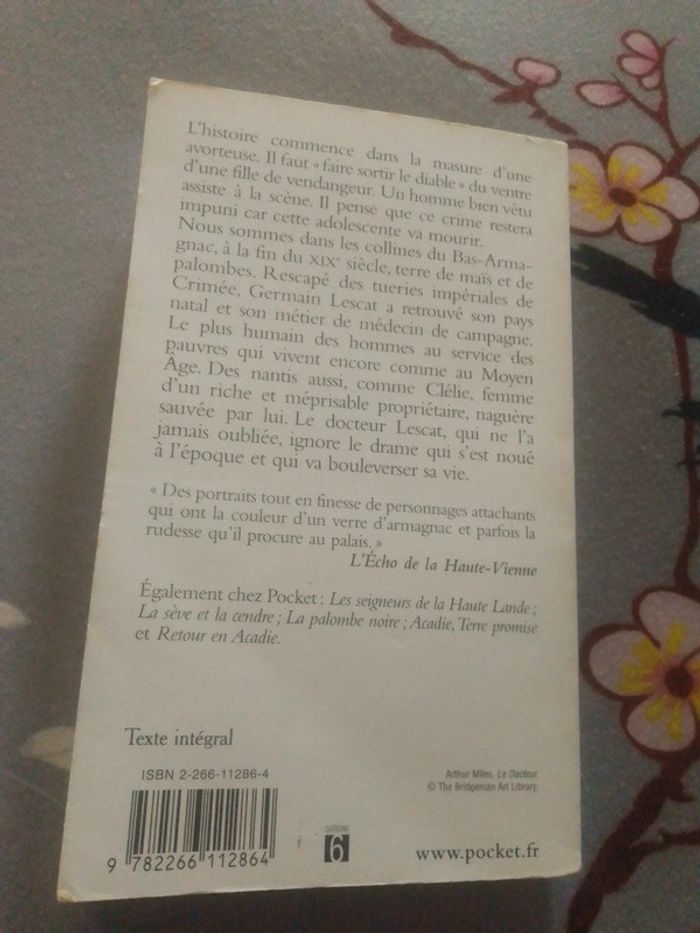 L'histoire commence dans la masure d'une
avorteuse. Il faut « faire sortir le diable » du ventre
d'une fille de vendangeur. Un homme bien vêtu
assiste à la scène. Il pense que ce crime restera
impuni car cette adolescente va mourir.
Nous sommes dans les collines du Bas-Arma-
gnac, à la fin du XIXe siècle, terre de maïs et de
palombes. Rescapé des tueries impériales de
Crimée, Germain Lescat a retrouvé son pays
natal et son métier de médecin de campagne.
Le plus humain des hommes au service des
pauvres qui vivent encore comme au Moyen
Âge. Des nantis aussi, comme Clélie, femme
d'un riche et méprisable propriétaire, naguère
sauvée par lui. Le docteur Lescat, qui ne l'a
jamais oubliée, ignore le drame qui s'est noué
à l'époque et qui va bouleverser sa vie.
« Des portraits tout en finesse de personnages attachants
qui ont la couleur d'un verre d'armagnac et parfois la
rudesse qu'il procure au palais. »
L'Écho de la Haute-Vienne
Également chez Pocket : Les seigneurs de la Haute Lande ;
La sève et la cendre ; La palombe noire ; Acadie, Terre promise
et Retour en Acadie.
Texte intégral
ISBN 2-266-11286-4
Arthur Miles, Le Docteur
© The Bridgeman Art Library.
9 782266 112864
CATÉGORIE
6
www.pocket.fr